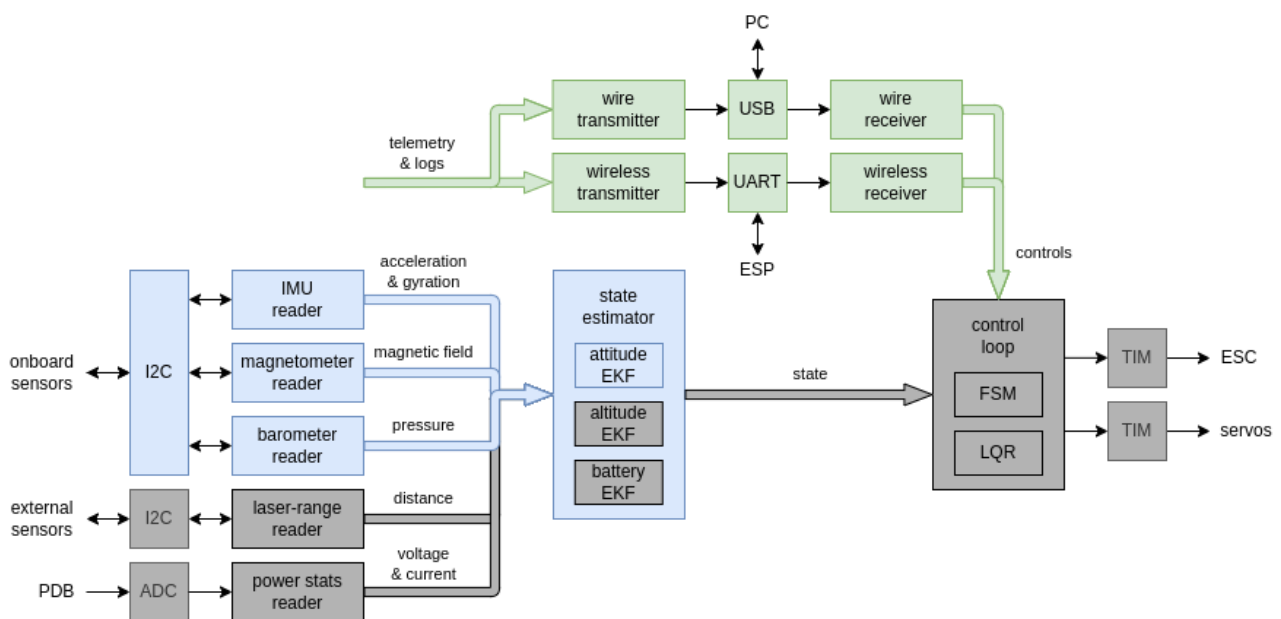 PC
wire
transmitter
USB
wire
receiver
telemetry
& logs
wireless
transmitter
UART
wireless
receiver
ESP
controls
acceleration
& gyration
IMU
reader
state
estimator
control
loop
onboard
sensors
I2C
magnetometer
reader
magnetic field
attitude
EKF
state
TIM
ESC
FSM
barometer
reader
pressure
altitude
EKF
TIM
servos
LQR
battery
EKF
external
sensors
I2C
laser-range
reader
distance
PDB
ADC
power stats
reader
voltage
& current